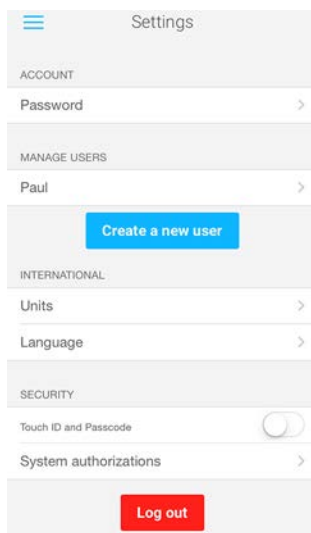 Settings
ACCOUNT
Password
MANAGE USERS
Paul
Create a new user
INTERNATIONAL
Units
Language
SECURITY
Touch ID and Passcode
System authorizations
Log out